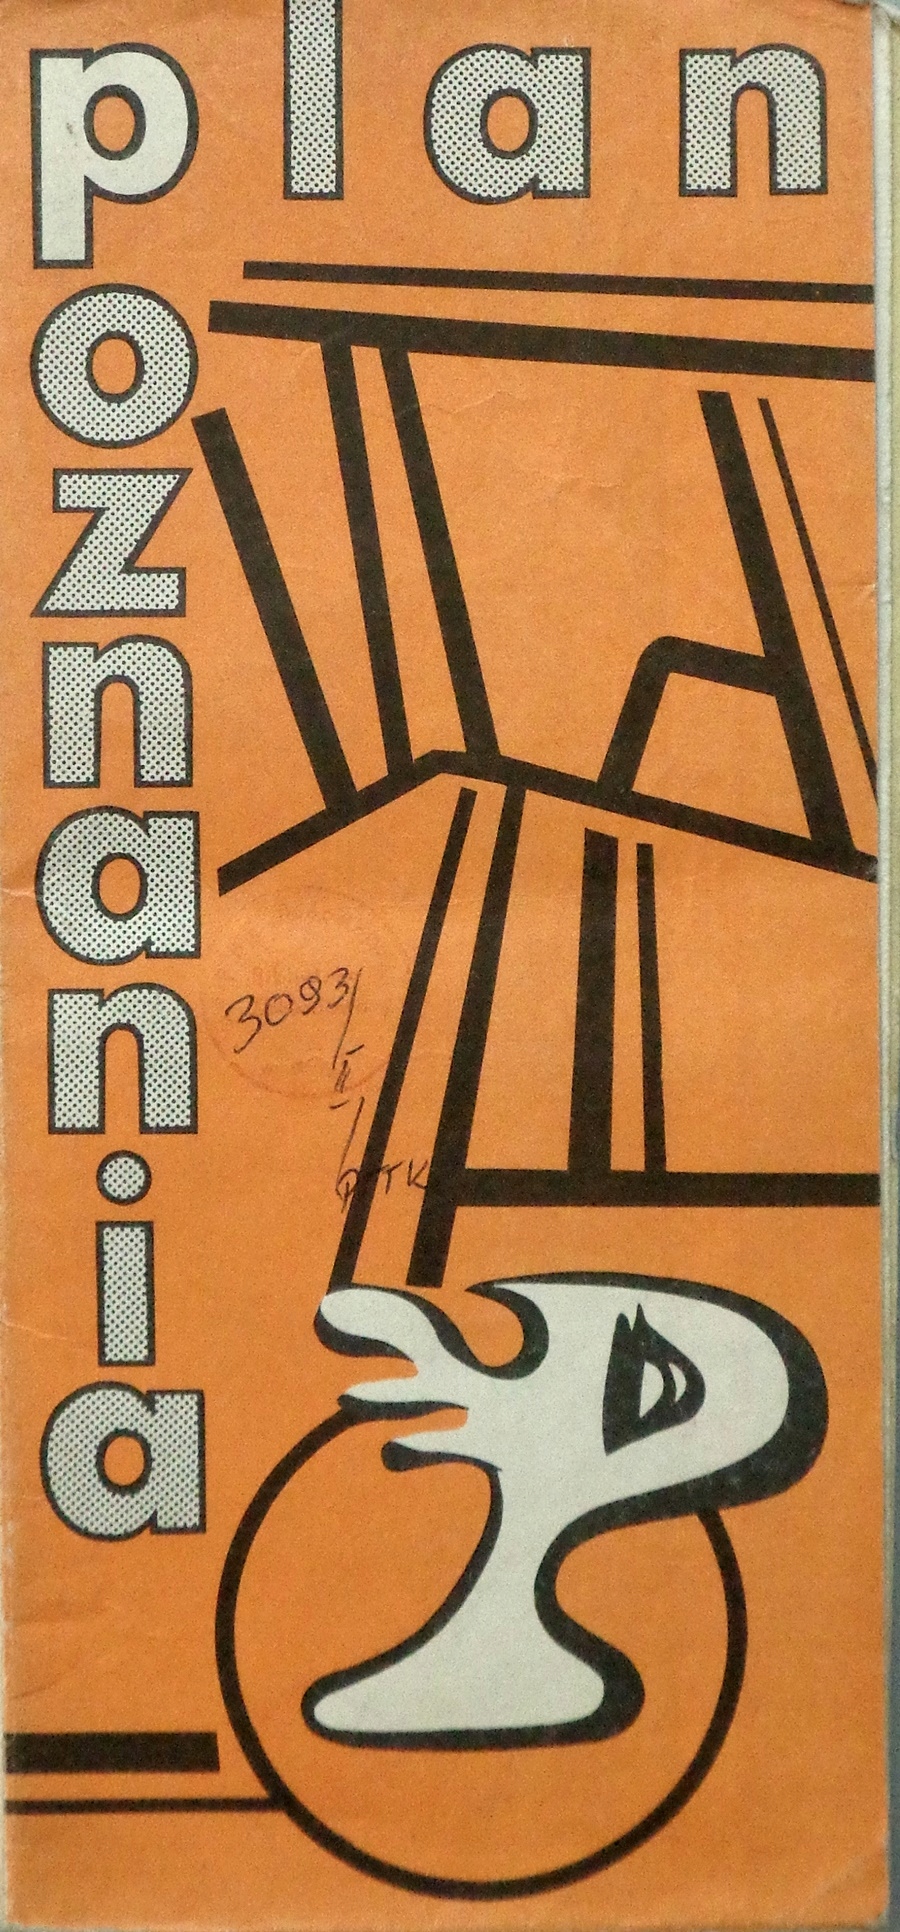 plan
poznania
3093/
II
/
PTTK